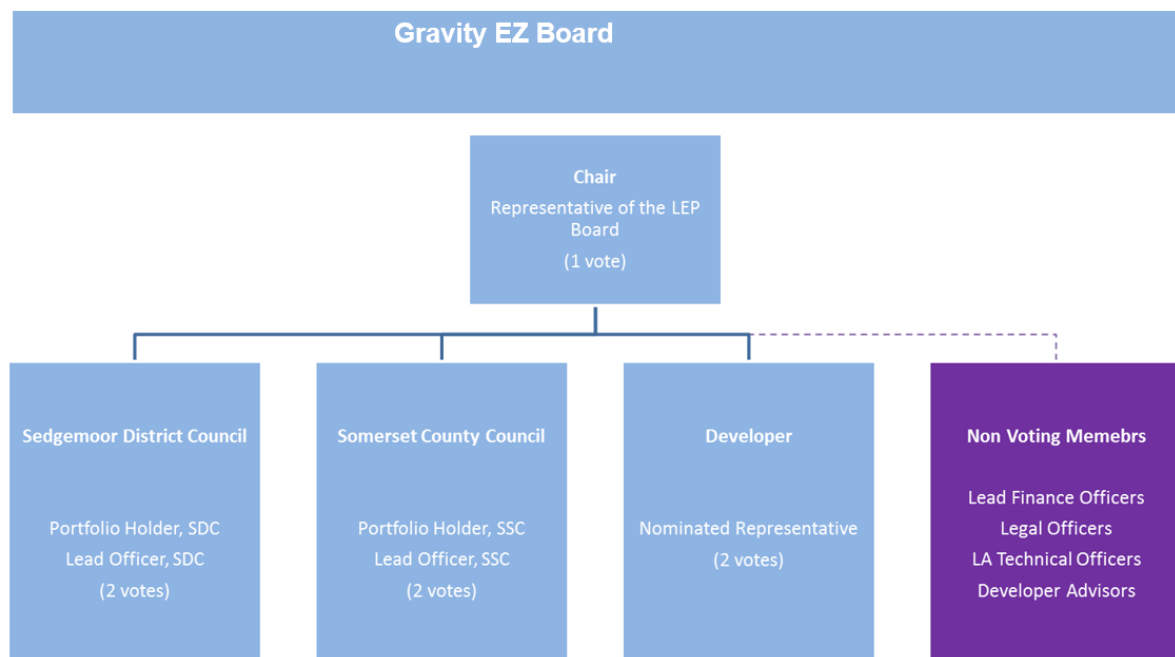 Gravity EZ Board
Chair
Representative of the LEP
Board
(1 vote)
Sedgemoor District Council
Portfolio Holder, SDC
Lead Officer, SDC
(2 votes)
Somerset County Council
Portfolio Holder, SSC
Lead Officer, SSC
(2 votes)
Developer
Nominated Representative
(2 votes)
Non Voting Memebrs
Lead Finance Officers
Legal Officers
LA Technical Officers
Developer Advisors